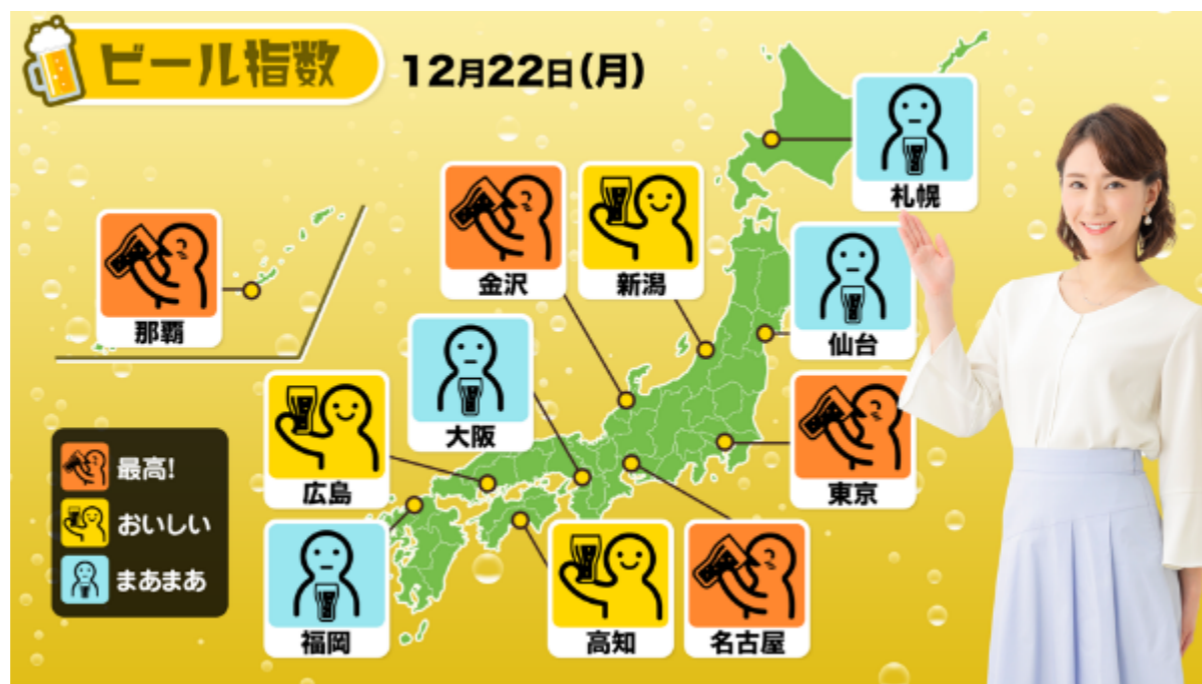 ビール指数
12月22日(月)
札幌
金沢
新潟
那覇
仙台
大阪
広島
東京
最高!
おいしい
まあまあ
福岡
高知
名古屋